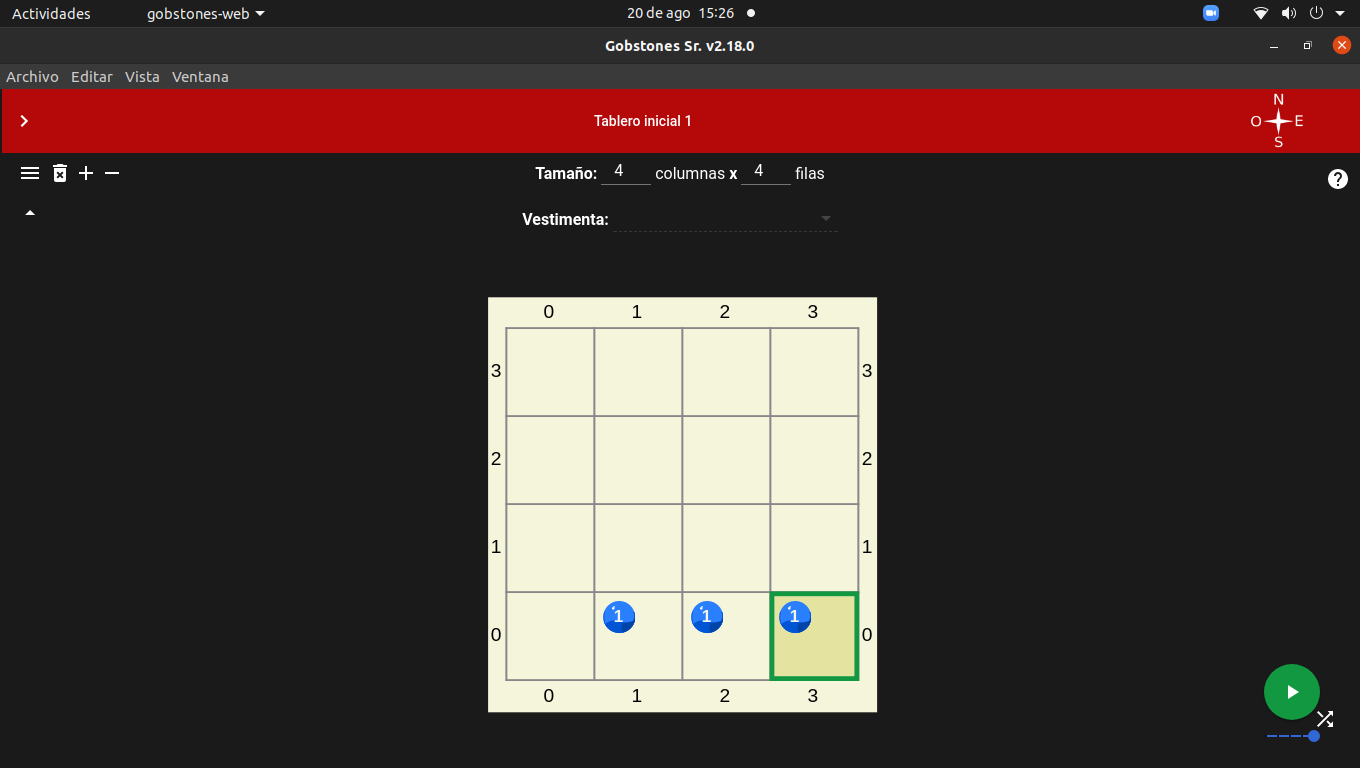 Actividades gobstones-web 20 de ago 15:26
Gobstones Sr. v2.18.0
Archivo Editar Vista Ventana
N
Tablero inicial 1 O E
S
Tamaño: 4 columnas x 4 filas
Vestimenta:
0 1 2 3
3 3
2 2
1 1
0 1 1 1 0
0 1 2 3